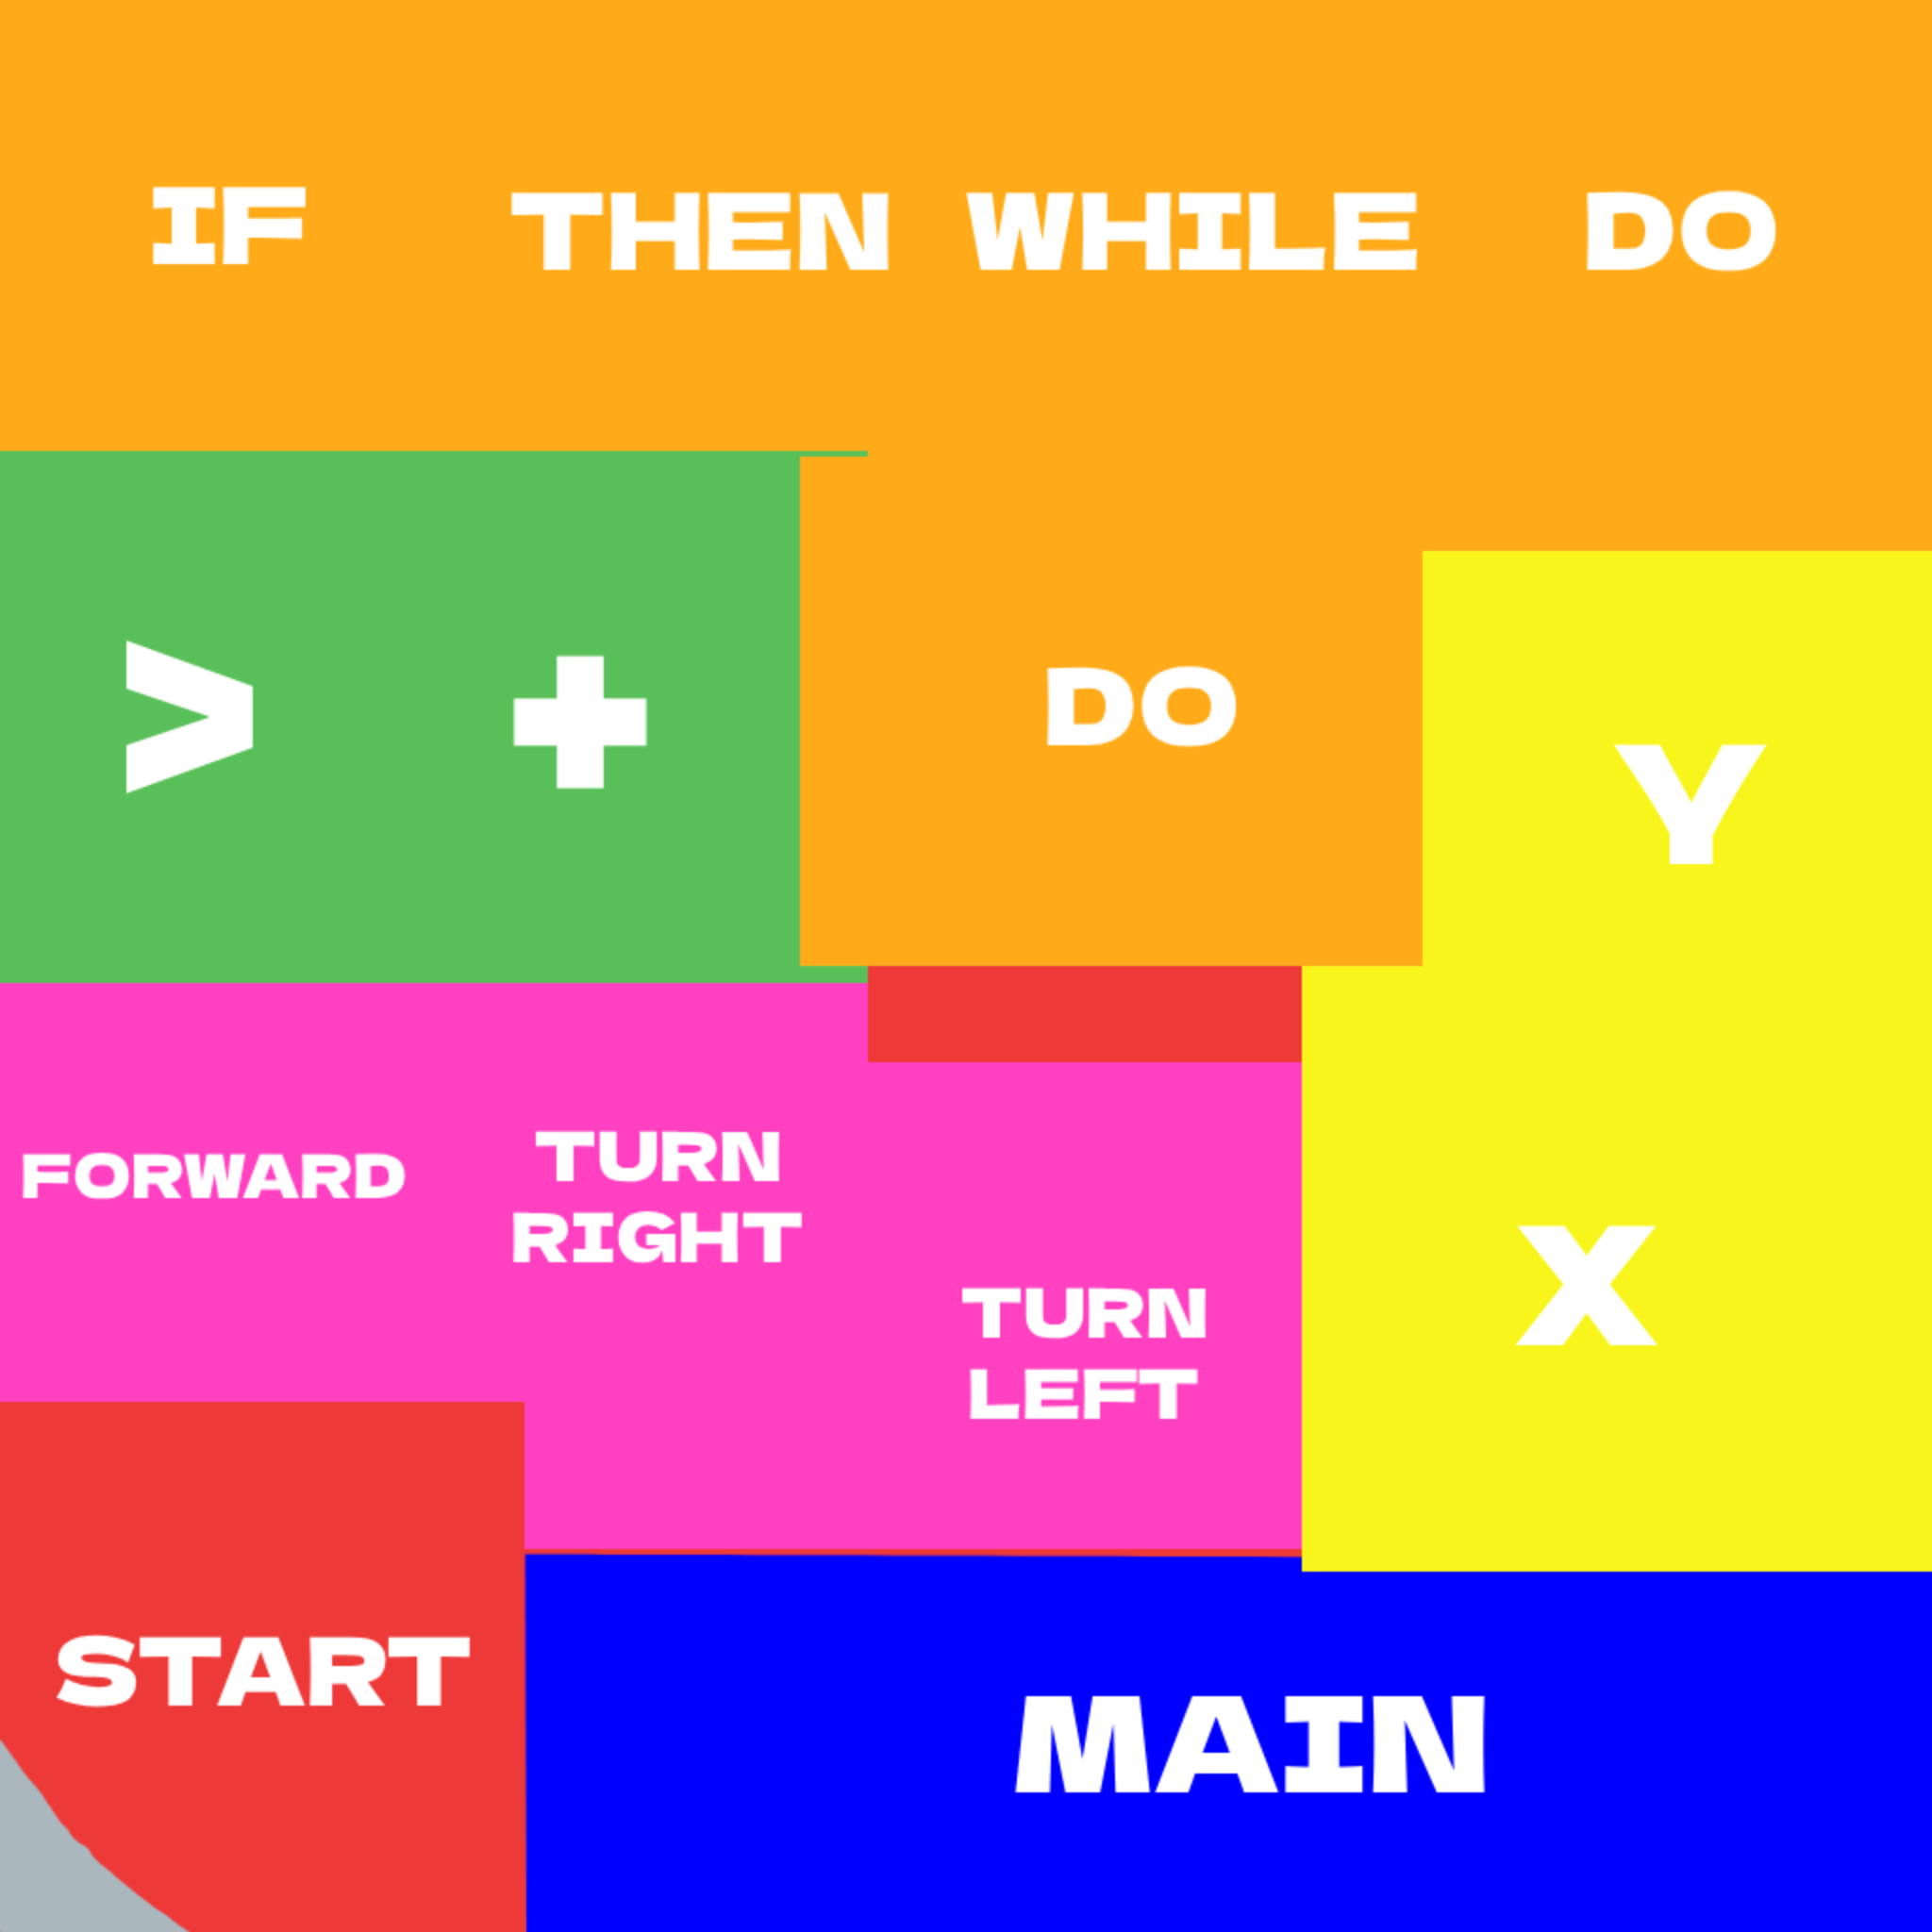 IF THEN WHILE DO
> + DO
Y
FORWARD
TURN
RIGHT
TURN
LEFT
X
START
MAIN